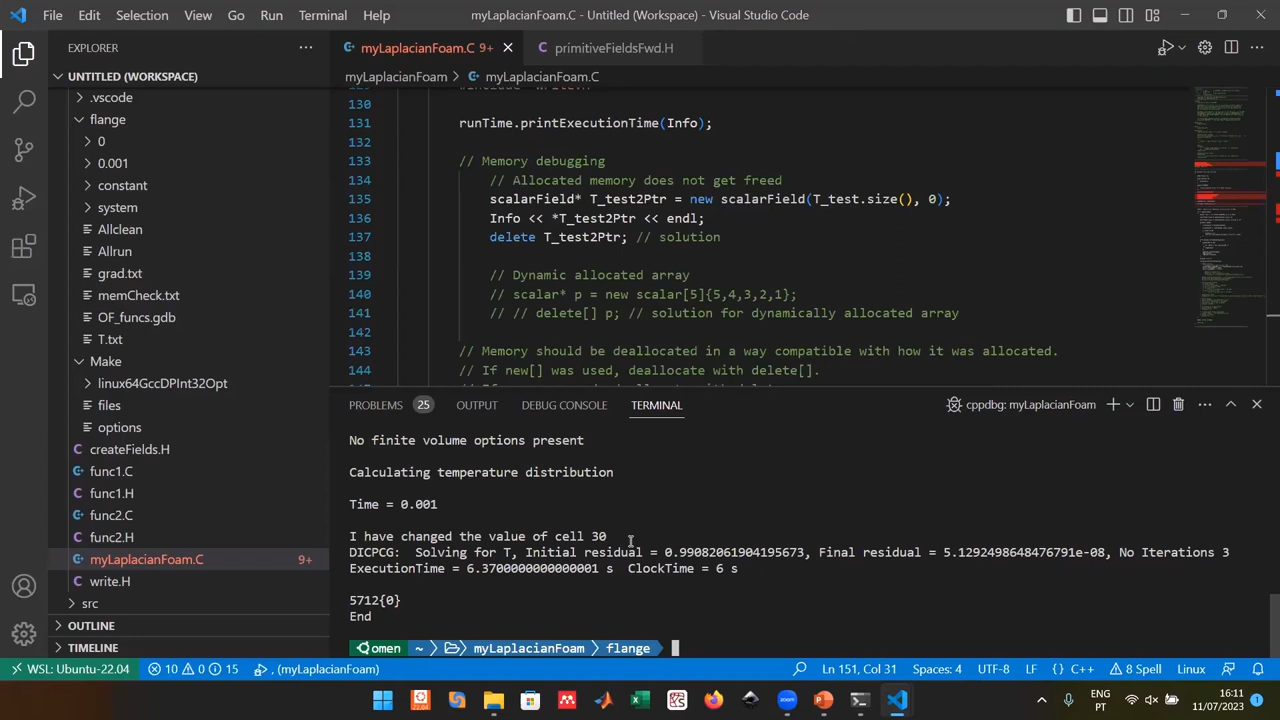 File Edit Selection View Go Run Terminal Help
myLaplacianFoam.C - Untitled (Workspace) - Visual Studio Code
EXPLORER
UNTITLED (WORKSPACE)
.vscode
flange
0
0.001
constant
system
Allclean
Allrun
grad.txt
memCheck.txt
OF_funcs.gdb
T.txt
Make
linux64GccDPInt32Opt
files
options
createFields.H
func1.C
func1.H
func2.C
func2.H
myLaplacianFoam.C 9+
write.H
src
OUTLINE
TIMELINE
myLaplacianFoam.C 9+
primitiveFieldsFwd.H
myLaplacianFoam > myLaplacianFoam.C
130
131 runTime.printExecutionTime(Info);
132
133 // Memory debugging
134 // Allocated memory does not get freed
135 T_test2Ptr = new scalarField(T_test.size(), 0);
136 Info << T_test2Ptr << endl;
137 delete T_test2Ptr; // solution
138
139 // Dynamic allocated array
140 // scalar* p = new scalar[5]{5,4,3,2,1};
141 // delete[] p; // solution for dynamically allocated array
142
143 // Memory should be deallocated in a way compatible with how it was allocated.
144 // If new[] was used, deallocate with delete[].
PROBLEMS 25 OUTPUT DEBUG CONSOLE TERMINAL
cppdbg: myLaplacianFoam
No finite volume options present
Calculating temperature distribution
Time = 0.001
I have changed the value of cell 30
DICPCG:  Solving for T, Initial residual = 0.99082061904193673, Final residual = 5.1292498648476791e-08, No Iterations 3
ExecutionTime = 6.3700000000000001 s  ClockTime = 6 s
5712{0}
End
omen ~ myLaplacianFoam flange
WSL: Ubuntu-22.04 10 0 15 , (myLaplacianFoam)
Ln 151, Col 31 Spaces: 4 UTF-8 LF {} C++ 8 Spell Linux
ENG
PT
16:11
11/07/2023